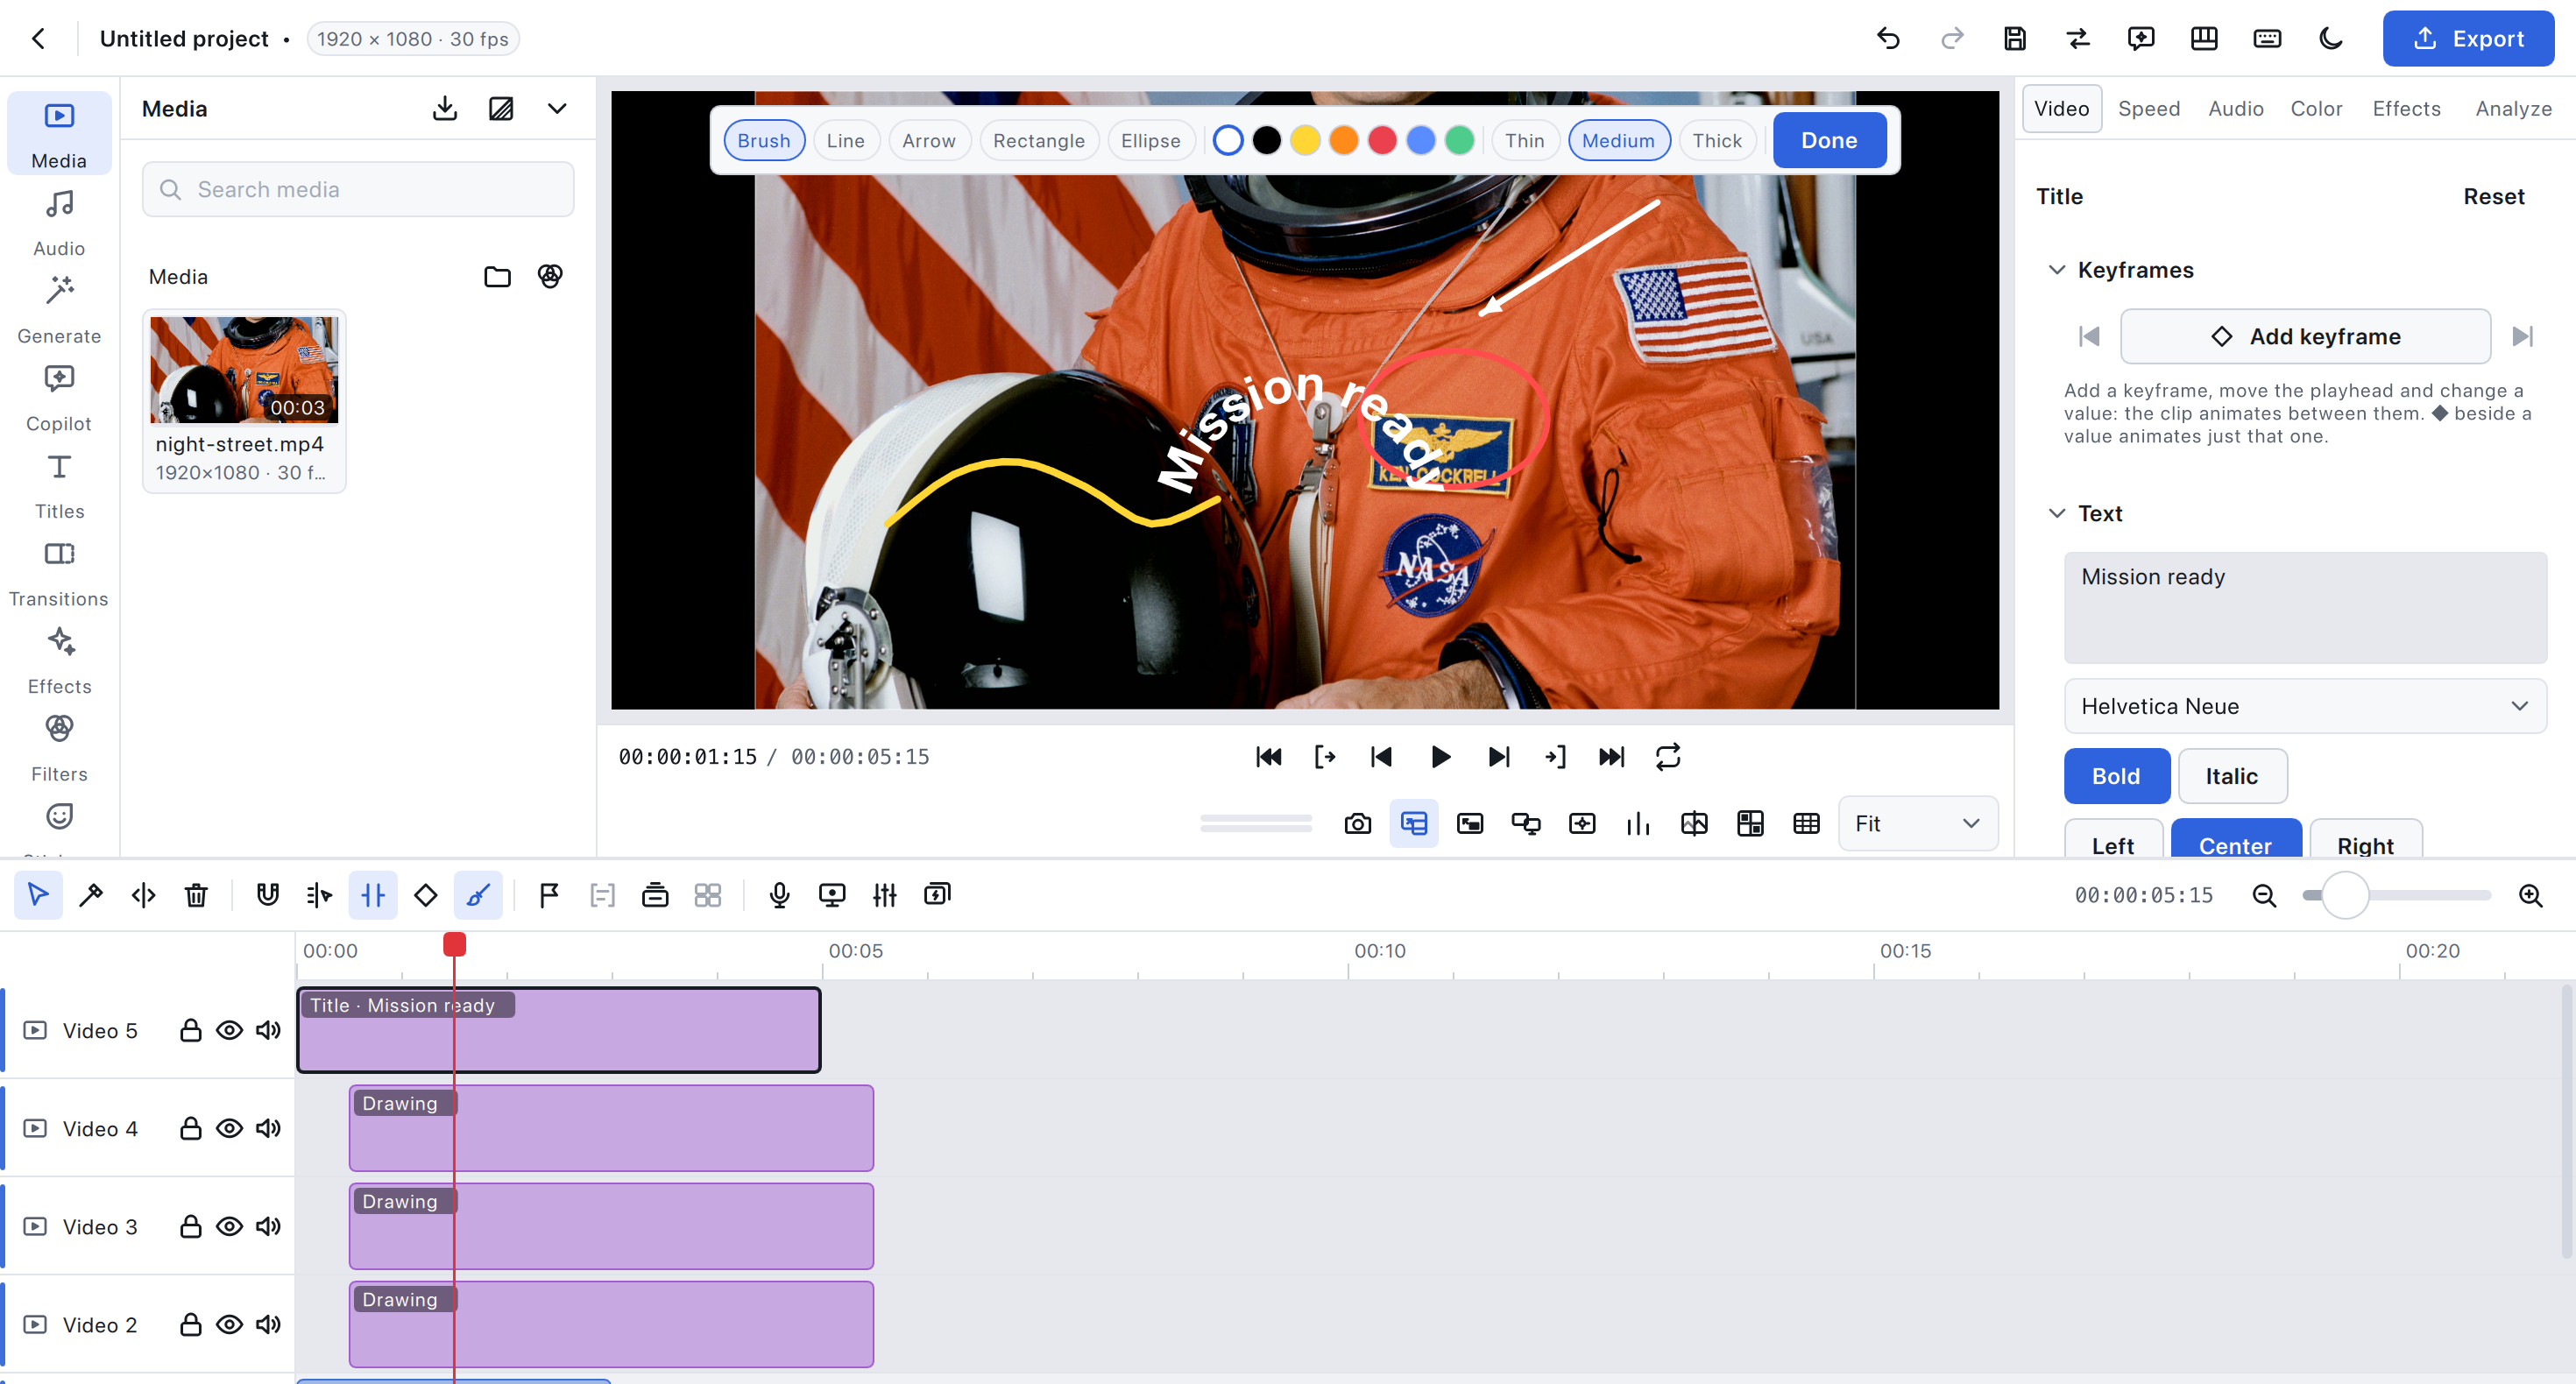 Untitled project •
1920 × 1080 · 30 fps
Export
Media
Audio
Generate
Copilot
Titles
Transitions
Effects
Filters
Media
Search media
Media
00:03
night-street.mp4
1920×1080 · 30 f...
Brush
Line
Arrow
Rectangle
Ellipse
Thin
Medium
Thick
Done
USA
Mission ready
KEN COCKRELL
NASA
00:00:01:15 / 00:00:05:15
Fit
Video
Speed
Audio
Color
Effects
Analyze
Title
Reset
Keyframes
Add keyframe
Add a keyframe, move the playhead and change a
value: the clip animates between them. ◆ beside a
value animates just that one.
Text
Mission ready
Helvetica Neue
Bold
Italic
Left
Center
Right
00:00:05:15
00:00
00:05
00:10
00:15
00:20
Video 5
Title · Mission ready
Video 4
Drawing
Video 3
Drawing
Video 2
Drawing